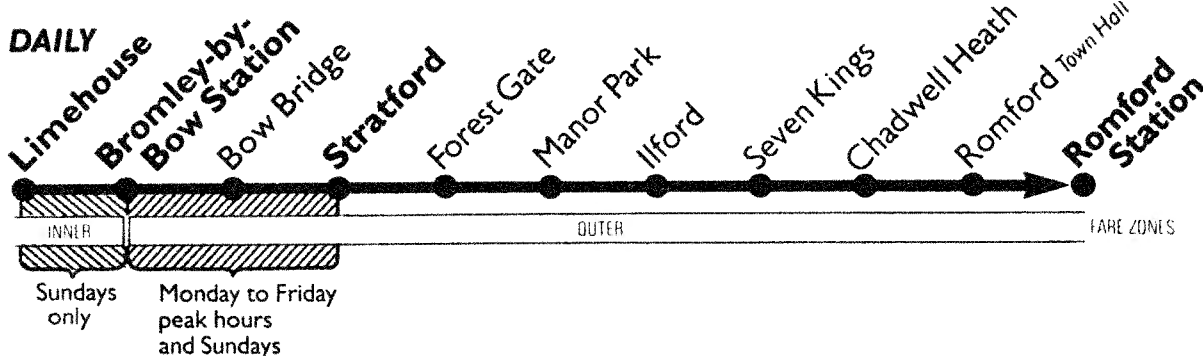 DAILY
Limehouse
Bromley-by-
Bow Station
Bow Bridge
Stratford
Forest Gate
Manor Park
Ilford
Seven Kings
Chadwell Heath
Romford Town Hall
Romford
Station
INNER
OUTER
FARE ZONES
Sundays
only
Monday to Friday
peak hours
and Sundays